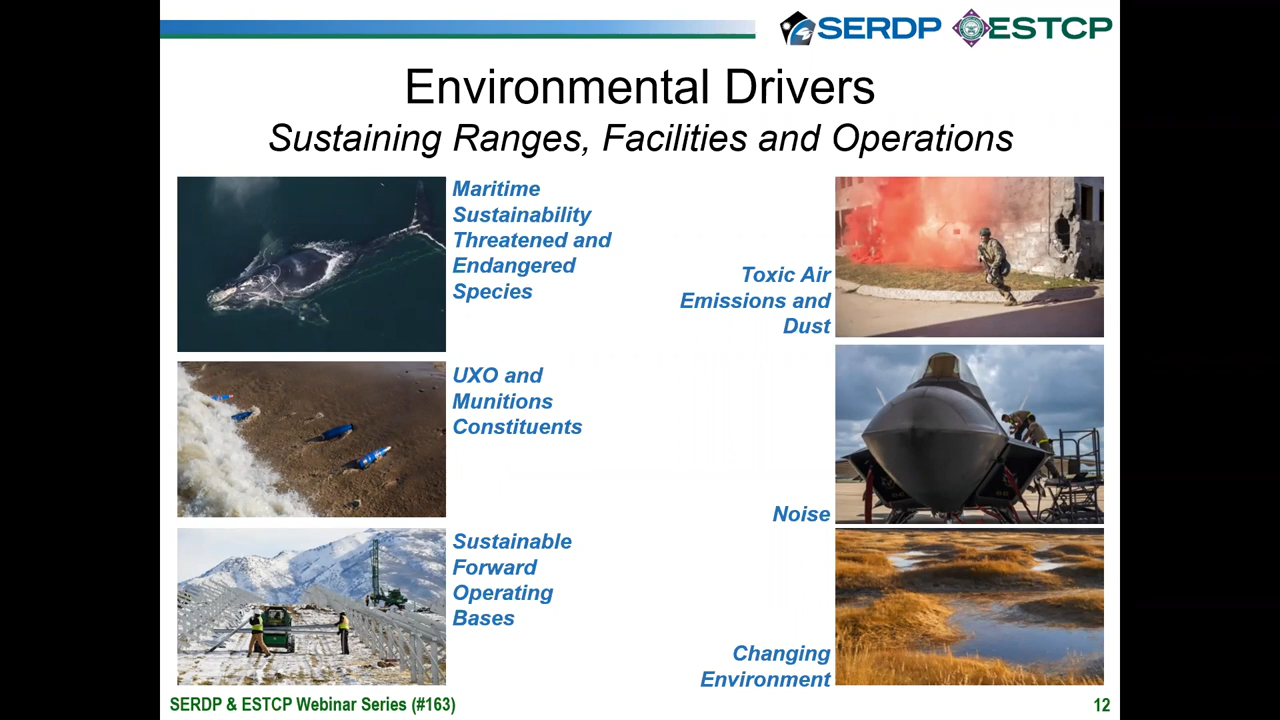 SERDP ESTCP
Environmental Drivers
Sustaining Ranges, Facilities and Operations
Maritime
Sustainability
Threatened and
Endangered
Species
Toxic Air
Emissions and
Dust
UXO and
Munitions
Constituents
Noise
Sustainable
Forward
Operating
Bases
Changing
Environment
SERDP & ESTCP Webinar Series (#163)
12